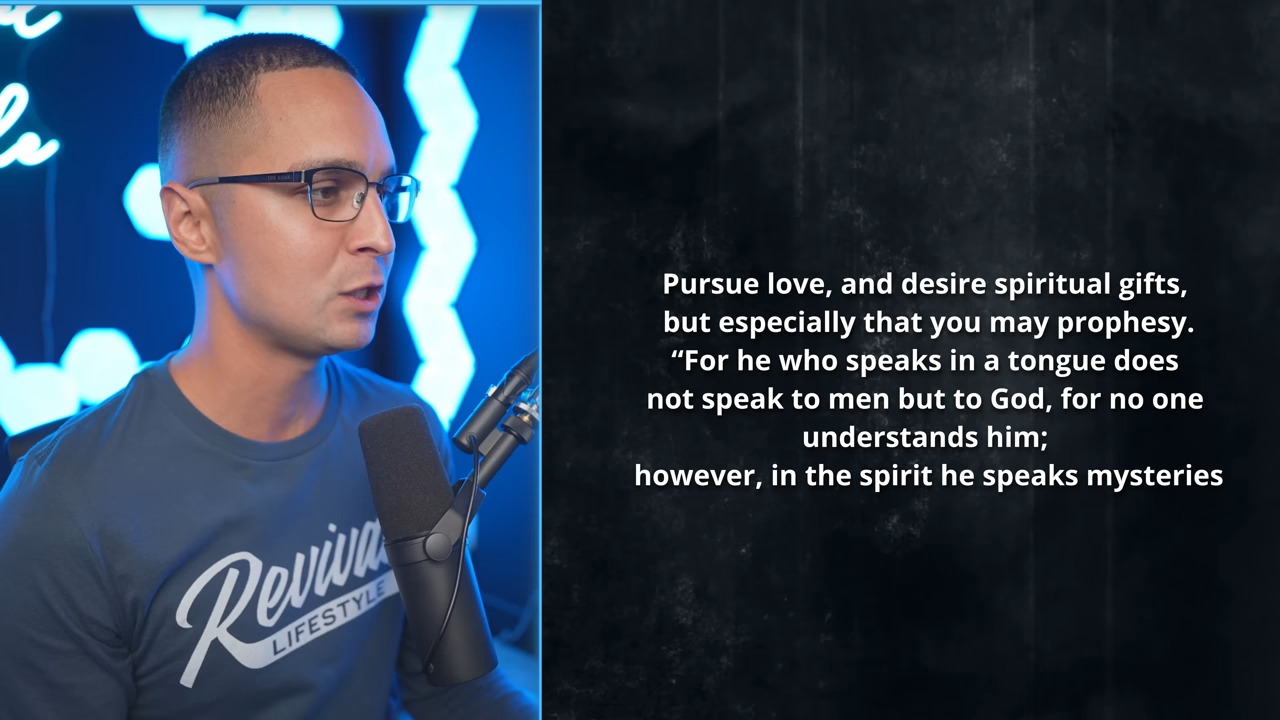 Revival
LIFESTYLE
Pursue love, and desire spiritual gifts,
but especially that you may prophesy.
“For he who speaks in a tongue does
not speak to men but to God, for no one
understands him;
however, in the spirit he speaks mysteries